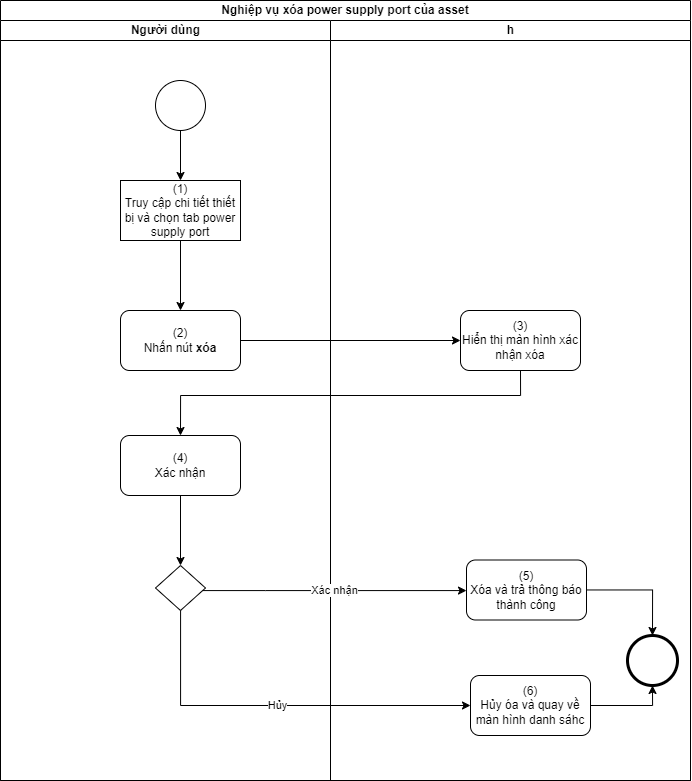 Nghiệp vụ xóa power supply port của asset
Người dùng
h
(1)
Truy cập chi tiết thiết
bị và chọn tab power
supply port
(2)
Nhấn nút xóa
(3)
Hiển thị màn hình xác
nhận xóa
(4)
Xác nhận
Xác nhận
(5)
Xóa và trả thông báo
thành công
Hủy
(6)
Hủy óa và quay về
màn hình danh sáhc